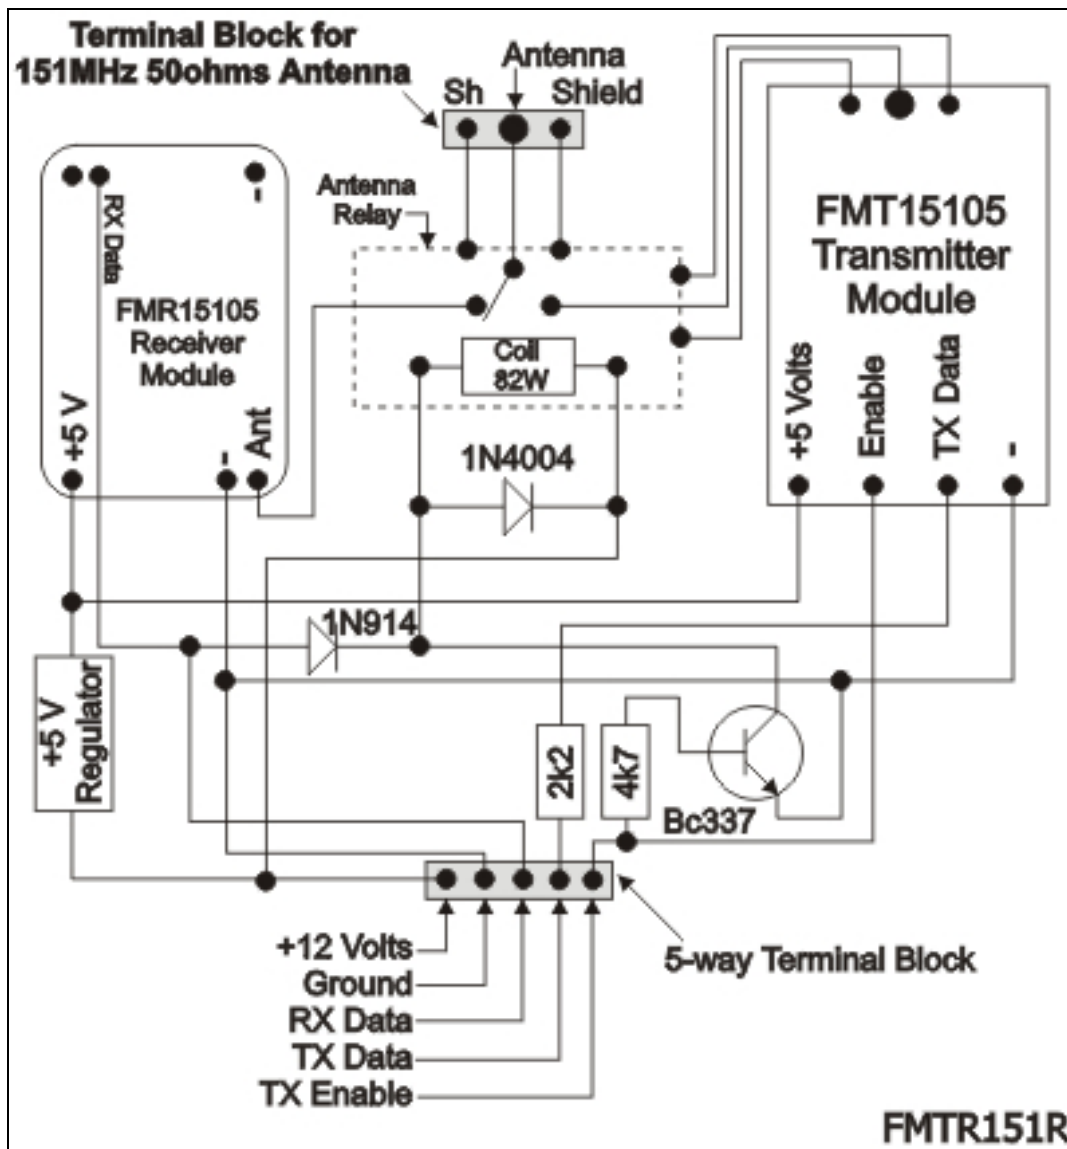 Terminal Block for
151MHz 50ohms Antenna
Antenna
Sh
Shield
Antenna
Relay
RX Data
-
FMR15105
Receiver
Module
+5 V
-
Ant
Coil
82W
1N4004
FMT15105
Transmitter
Module
+5 Volts
Enable
TX Data
-
1N914
+5 V
Regulator
2k2
4k7
Bc337
+12 Volts
Ground
RX Data
TX Data
TX Enable
5-way Terminal Block
FMTR151R